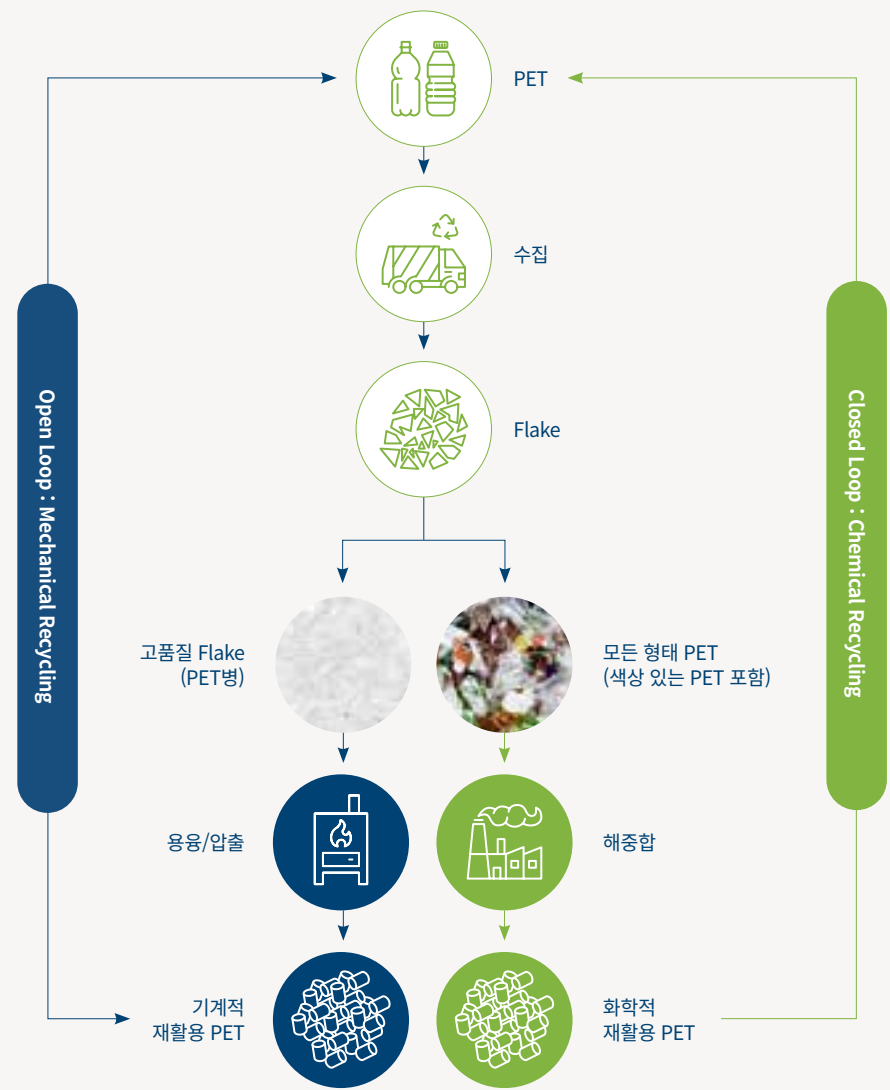 PET
수집
Flake
Open Loop : Mechanical Recycling
Closed Loop : Chemical Recycling
고품질 Flake
(PET병)
모든 형태 PET
(색상 있는 PET 포함)
용융/압출
해중합
기계적
재활용 PET
화학적
재활용 PET